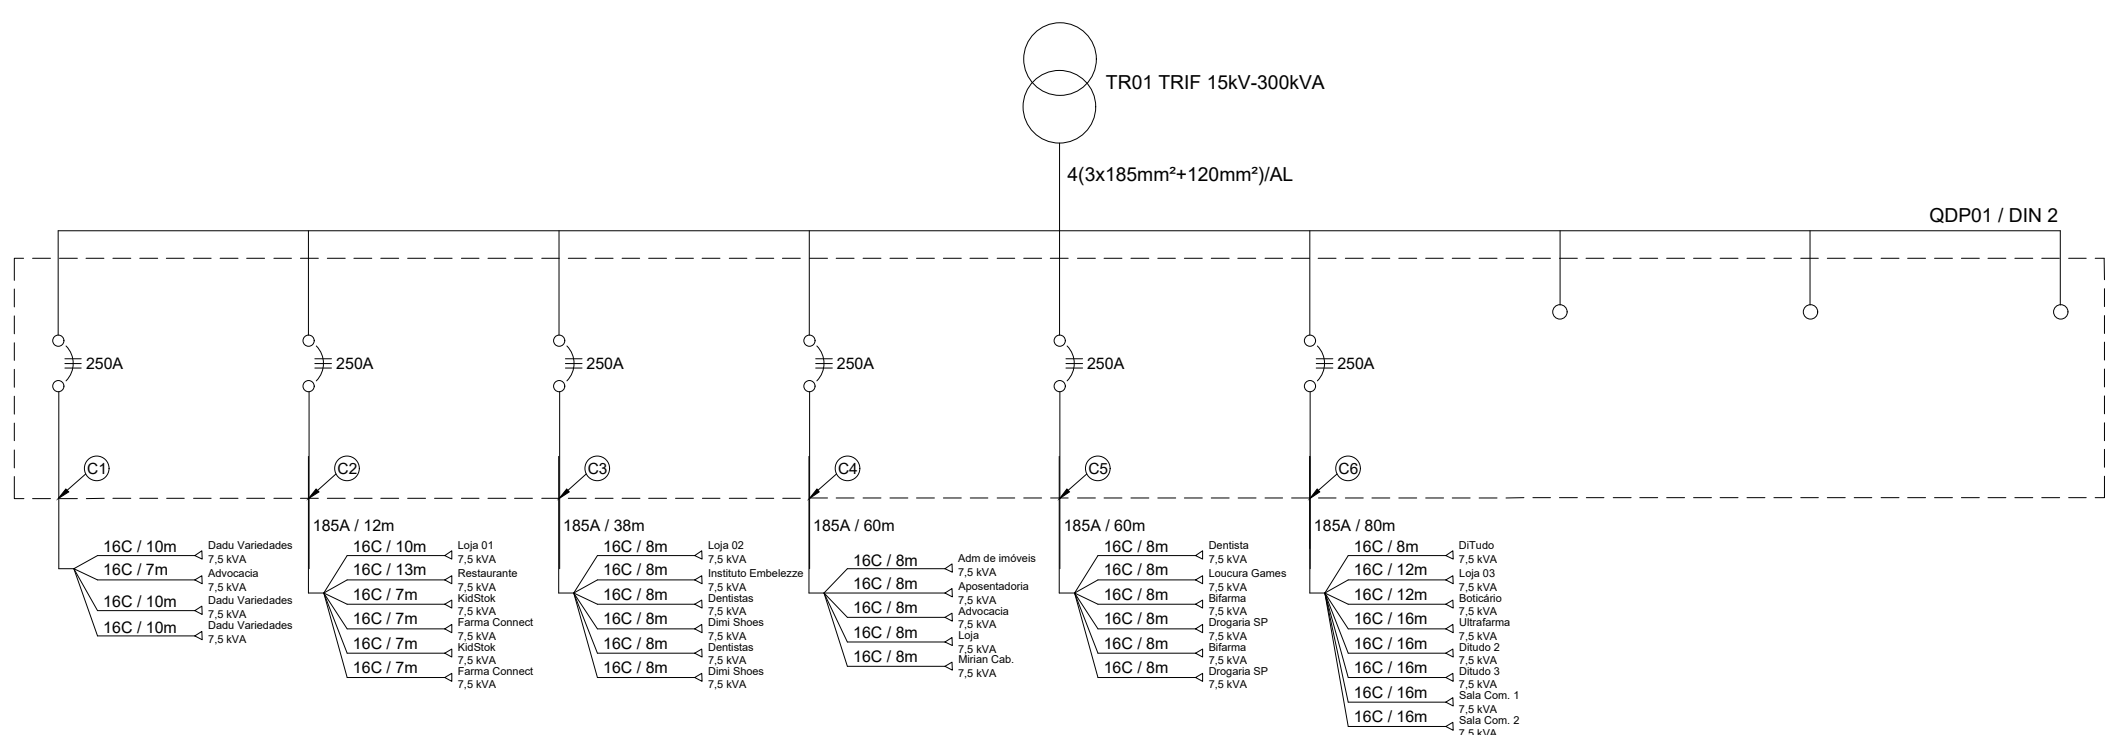 TR01 TRIF 15kV-300kVA
4(3x185mm²+120mm²)/AL
QDP01 / DIN 2
250A
250A
250A
250A
250A
250A
C1
C2
C3
C4
C5
C6
16C / 10m Dadu Variedades
7,5 kVA
16C / 7m Advocacia
7,5 kVA
16C / 10m Dadu Variedades
7,5 kVA
16C / 10m Dadu Variedades
7,5 kVA
185A / 12m
16C / 10m Loja 01
7,5 kVA
16C / 13m Restaurante
7,5 kVA
16C / 7m KidStok
7,5 kVA
16C / 7m Farma Connect
7,5 kVA
16C / 7m KidStok
7,5 kVA
16C / 7m Farma Connect
7,5 kVA
185A / 38m
16C / 8m Loja 02
7,5 kVA
16C / 8m Instituto Embelezze
7,5 kVA
16C / 8m Dentistas
7,5 kVA
16C / 8m Dimi Shoes
7,5 kVA
16C / 8m Dentistas
7,5 kVA
16C / 8m Dimi Shoes
7,5 kVA
185A / 60m
16C / 8m Adm de imóveis
7,5 kVA
16C / 8m Aposentadoria
7,5 kVA
16C / 8m Advocacia
7,5 kVA
16C / 8m Loja
7,5 kVA
16C / 8m Mirian Cab.
7,5 kVA
185A / 60m
16C / 8m Dentista
7,5 kVA
16C / 8m Loucura Games
7,5 kVA
16C / 8m Bifarma
7,5 kVA
16C / 8m Drogaria SP
7,5 kVA
16C / 8m Bifarma
7,5 kVA
16C / 8m Drogaria SP
7,5 kVA
185A / 80m
16C / 8m DiTudo
7,5 kVA
16C / 12m Loja 03
7,5 kVA
16C / 12m Boticário
7,5 kVA
16C / 16m Ultrafarma
7,5 kVA
16C / 16m Ditudo 2
7,5 kVA
16C / 16m Ditudo 3
7,5 kVA
16C / 16m Sala Com. 1
7,5 kVA
16C / 16m Sala Com. 2
7,5 kVA